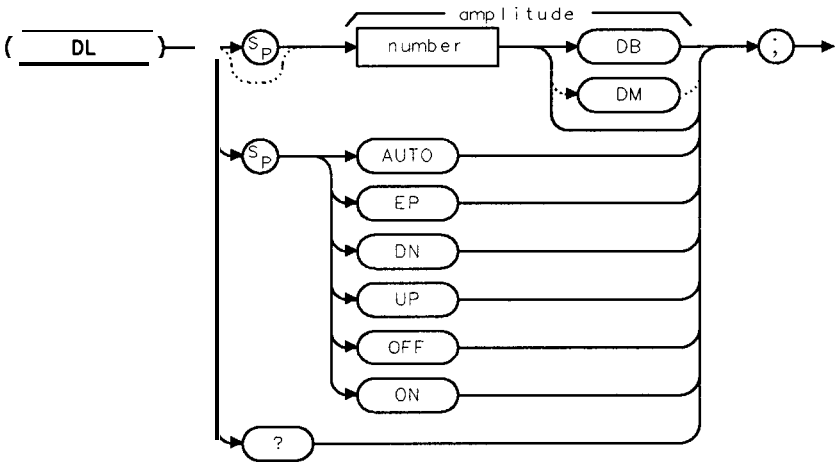 amplitude
( DL )
SP number DB ;
DM
SP AUTO
EP
DN
UP
OFF
ON
?